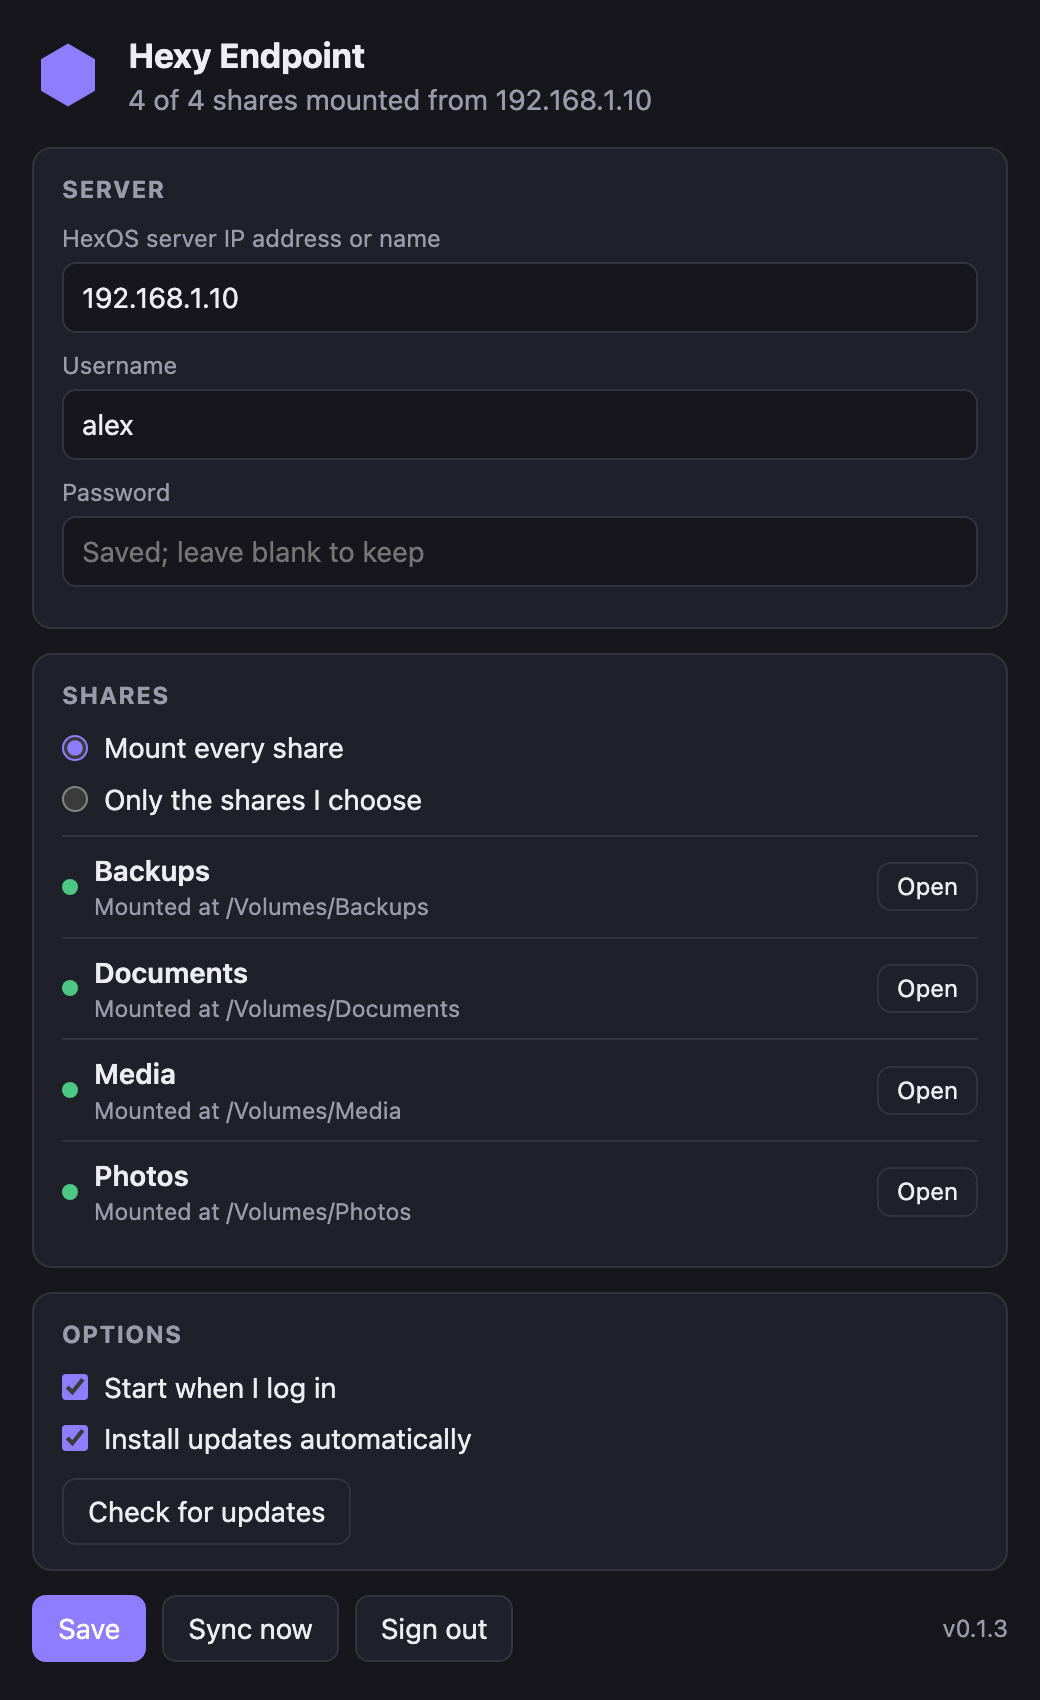 Hexy Endpoint
4 of 4 shares mounted from 192.168.1.10
SERVER
HexOS server IP address or name
192.168.1.10
Username
alex
Password
Saved; leave blank to keep
SHARES
Mount every share
Only the shares I choose
Backups
Mounted at /Volumes/Backups
Open
Documents
Mounted at /Volumes/Documents
Open
Media
Mounted at /Volumes/Media
Open
Photos
Mounted at /Volumes/Photos
Open
OPTIONS
Start when I log in
Install updates automatically
Check for updates
Save Sync now Sign out v0.1.3